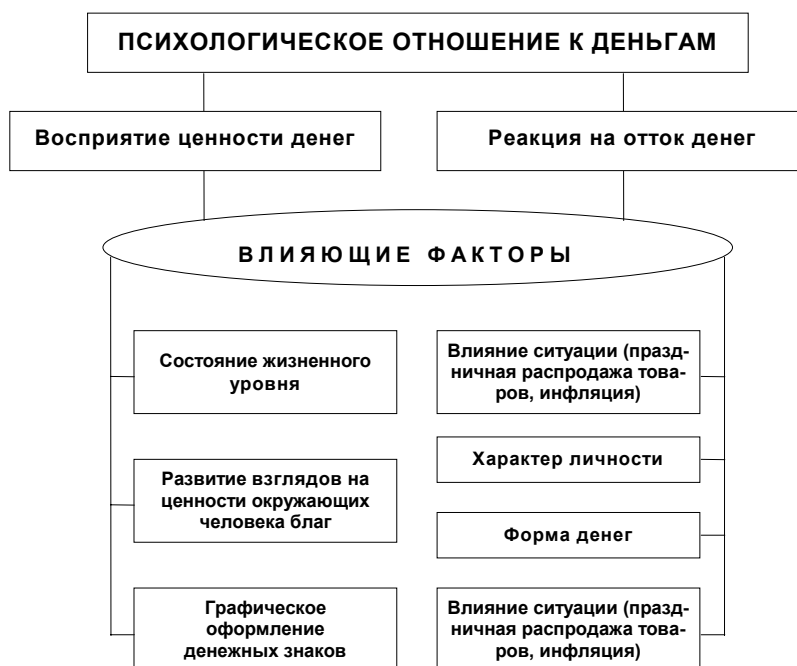 ПСИХОЛОГИЧЕСКОЕ ОТНОШЕНИЕ К ДЕНЬГАМ
Восприятие ценности денег
Реакция на отток денег
ВЛИЯЮЩИЕ ФАКТОРЫ
Состояние жизненного
уровня
Влияние ситуации (празд-
ничная распродажа това-
ров, инфляция)
Характер личности
Развитие взглядов на
ценности окружающих
человека благ
Форма денег
Графическое
оформление
денежных знаков
Влияние ситуации (празд-
ничная распродажа това-
ров, инфляция)